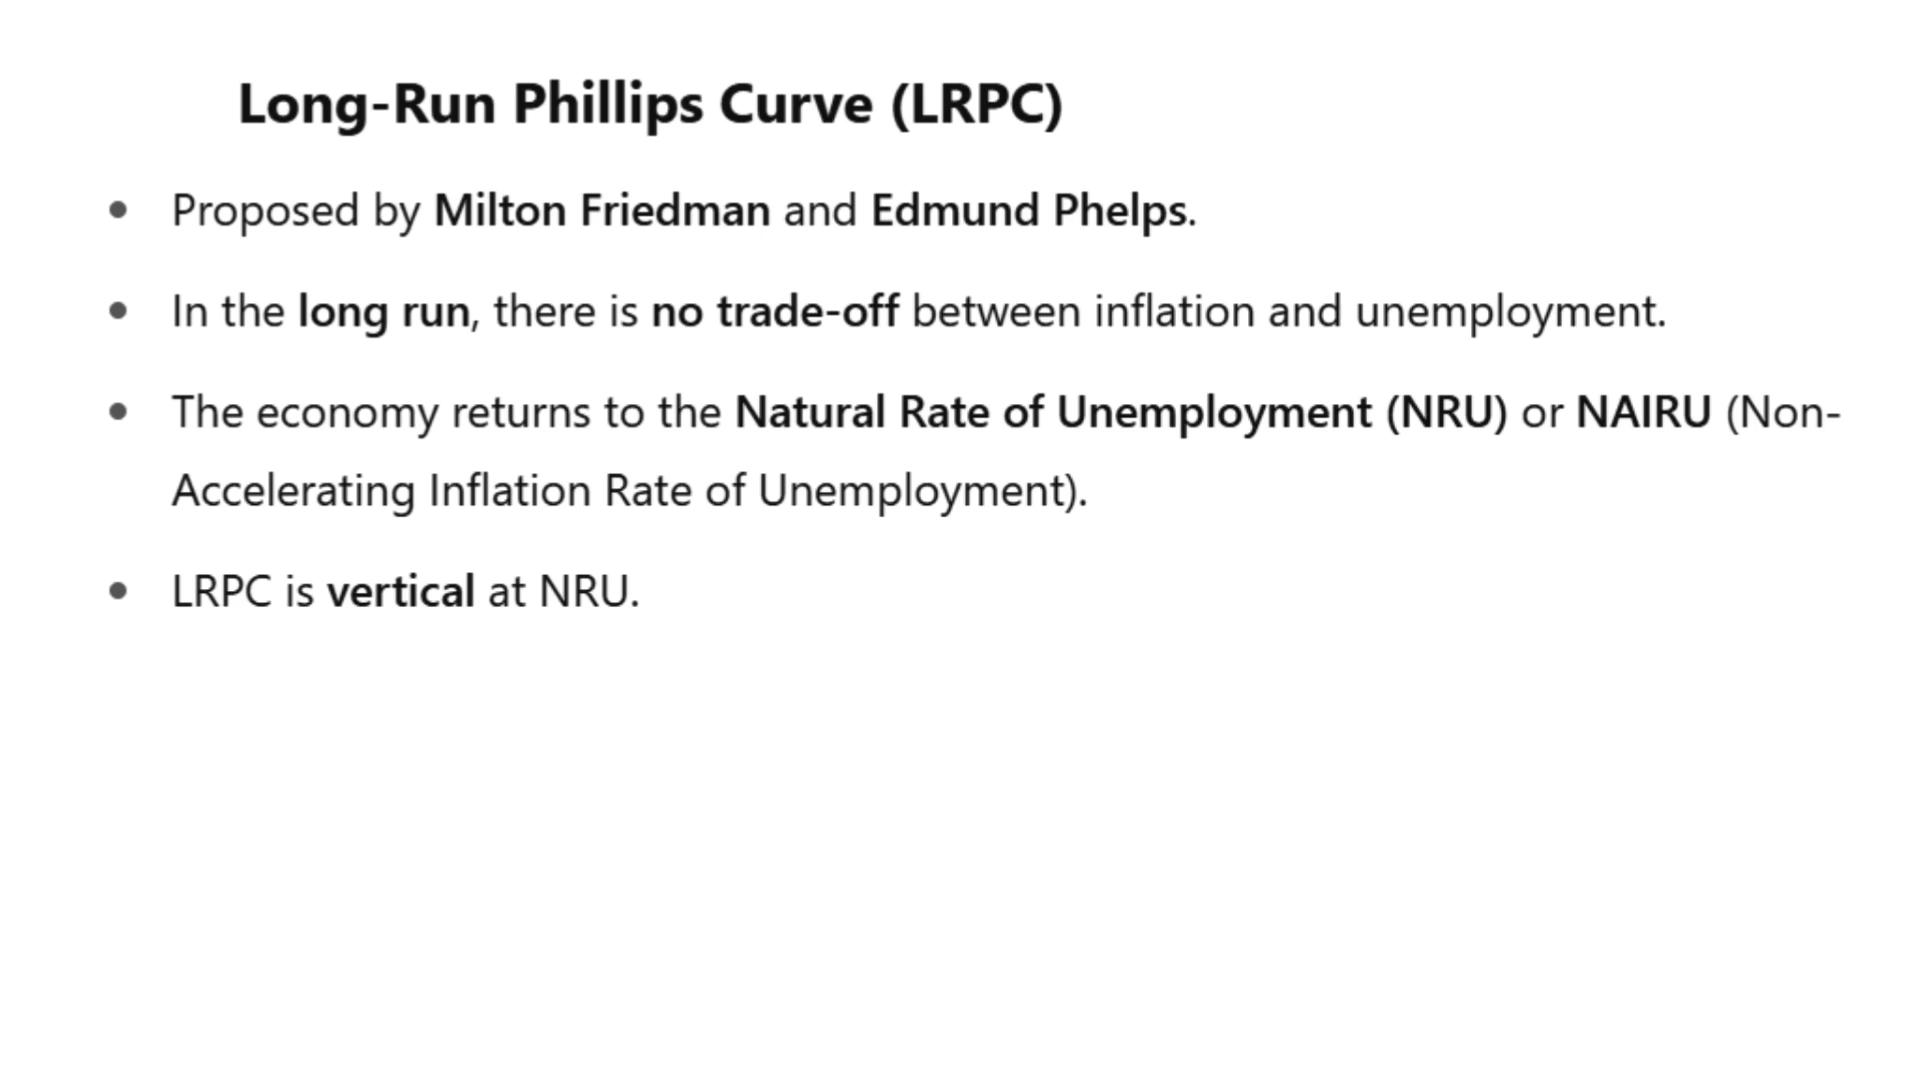 Long-Run Phillips Curve (LRPC)
• Proposed by Milton Friedman and Edmund Phelps.
• In the long run, there is no trade-off between inflation and unemployment.
• The economy returns to the Natural Rate of Unemployment (NRU) or NAIRU (Non-
Accelerating Inflation Rate of Unemployment).
• LRPC is vertical at NRU.